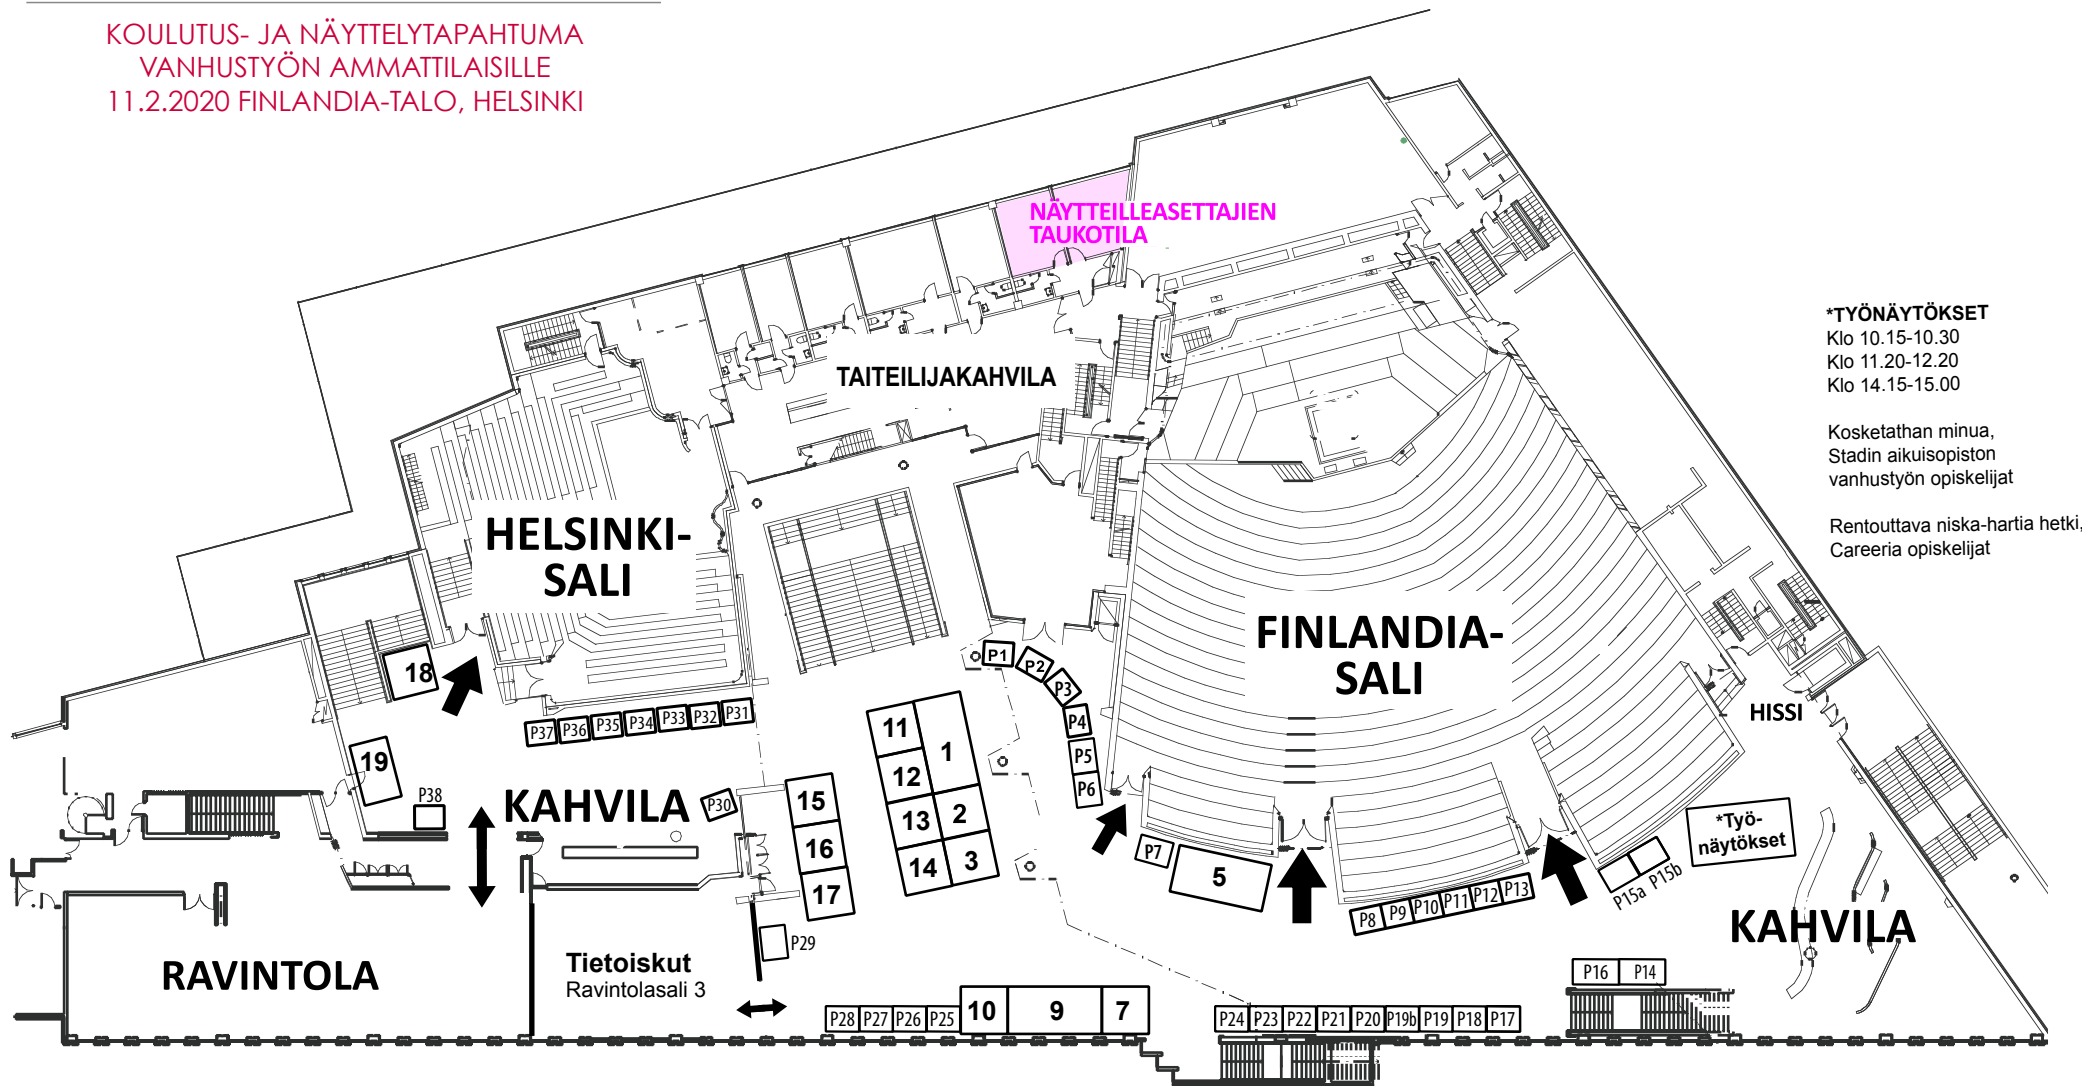 KOULUTUS- JA NÄYTTELYTAPAHTUMA
VANHUSTYÖN AMMATTILAISILLE
11.2.2020 FINLANDIA-TALO, HELSINKI
NÄYTTEILLEASETTAJIEN
TAUKOTILA
*TYÖNÄYTÖKSET
Klo 10.15-10.30
Klo 11.20-12.20
Klo 14.15-15.00
Kosketathan minua,
Stadin aikuisopiston
vanhustyön opiskelijat
Rentouttava niska-hartia hetki,
Careeria opiskelijat
TAITEILIJAKAHVILA
HELSINKI-
SALI
FINLANDIA-
SALI
HISSI
18
19
P38
P37
P36
P35
P34
P33
P32
P31
KAHVILA
P30
15
16
17
P29
11
1
12
13
2
14
3
P1
P2
P3
P4
P5
P6
P7
5
P8
P9
P10
P11
P12
P13
P15a
P15b
*Työ-
näytökset
KAHVILA
RAVINTOLA
Tietoiskut
Ravintolasali 3
P28
P27
P26
P25
10
9
7
P24
P23
P22
P21
P20
P19b
P19
P18
P17
P16
P14